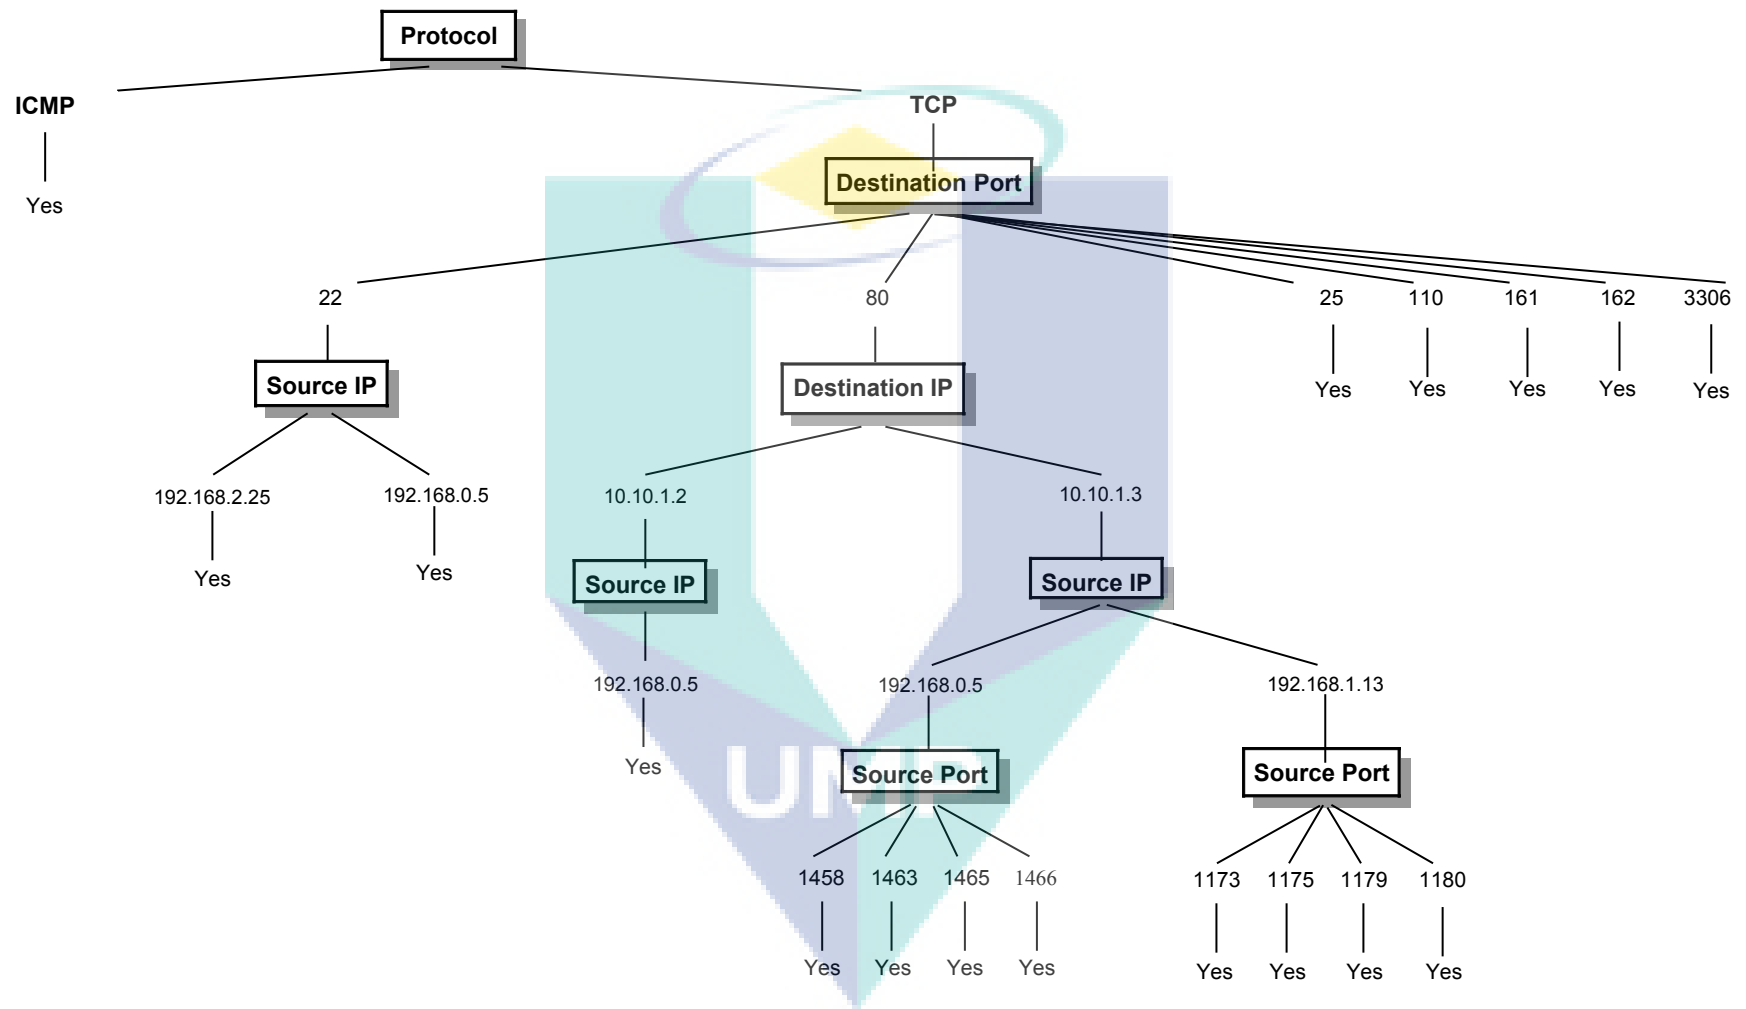 Protocol
ICMP
TCP
Yes
Destination Port
22
80
25
110
161
162
3306
Source IP
Destination IP
Yes
Yes
Yes
Yes
Yes
192.168.2.25
192.168.0.5
10.10.1.2
10.10.1.3
Yes
Yes
Source IP
Source IP
192.168.0.5
192.168.0.5
192.168.1.13
Yes
UMP
Source Port
Source Port
1458
1463
1465
1466
1173
1175
1179
1180
Yes
Yes
Yes
Yes
Yes
Yes
Yes
Yes